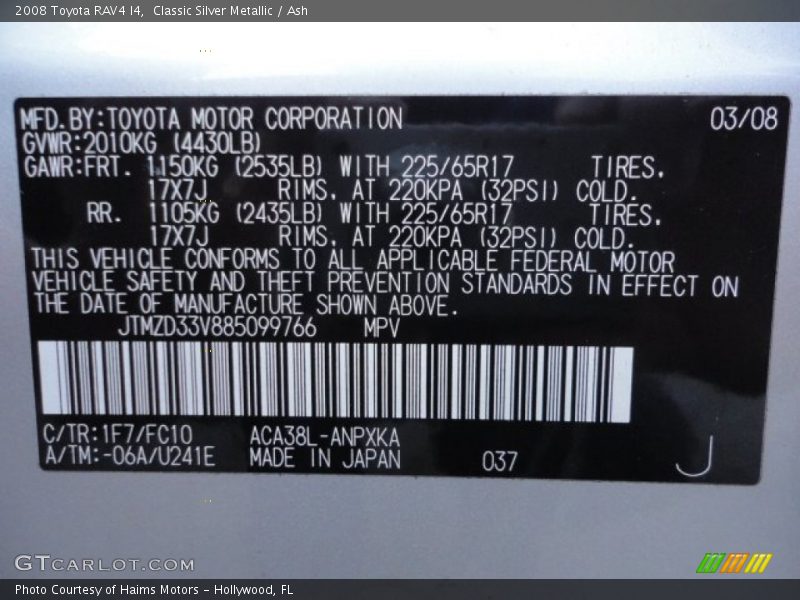 2008 Toyota RAV4 I4,  Classic Silver Metallic / Ash
MFD.BY:TOYOTA MOTOR CORPORATION 03/08
GVWR:2010KG (4430LB)
GAWR:FRT. 1150KG (2535LB) WITH 225/65R17 TIRES.
17X7J RIMS. AT 220KPA (32PSI) COLD.
RR. 1105KG (2435LB) WITH 225/65R17 TIRES.
17X7J RIMS. AT 220KPA (32PSI) COLD.
THIS VEHICLE CONFORMS TO ALL APPLICABLE FEDERAL MOTOR
VEHICLE SAFETY AND THEFT PREVENTION STANDARDS IN EFFECT ON
THE DATE OF MANUFACTURE SHOWN ABOVE.
JTMZD33V885099766 MPV
C/TR:1F7/FC10 ACA38L-ANPXKA
A/TM:-06A/U241E MADE IN JAPAN 037 J
GTCARLOT.COM
Photo Courtesy of Haims Motors - Hollywood, FL